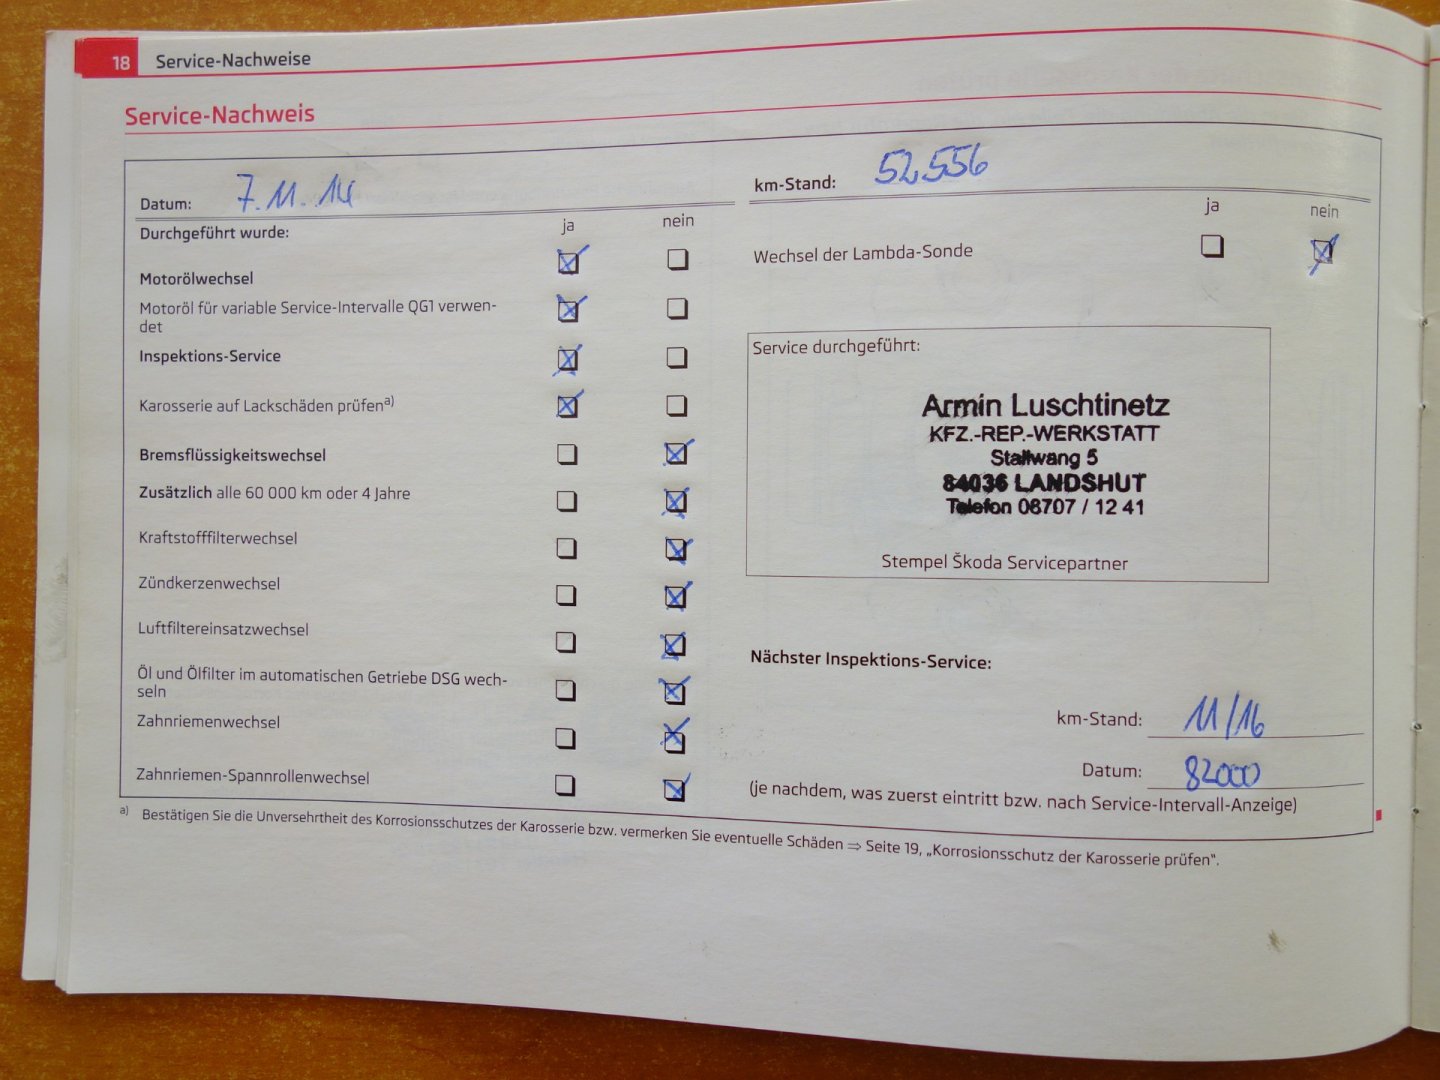 18 Service-Nachweise
Service-Nachweis
Datum: 7.11.14
km-Stand: 52.556
Durchgeführt wurde: ja nein
Motorölwechsel
Motoröl für variable Service-Intervalle QG1 verwen-
det
Inspektions-Service
Karosserie auf Lackschäden prüfen a)
Bremsflüssigkeitswechsel
Zusätzlich alle 60 000 km oder 4 Jahre
Kraftstofffilterwechsel
Zündkerzenwechsel
Luftfiltereinsatzwechsel
Öl und Ölfilter im automatischen Getriebe DSG wech-
seln
Zahnriemenwechsel
Zahnriemen-Spannrollenwechsel
ja nein
Wechsel der Lambda-Sonde
Service durchgeführt:
Armin Luschtinetz
KFZ.-REP.-WERKSTATT
Stallwang 5
84036 LANDSHUT
Telefon 08707 / 12 41
Stempel Škoda Servicepartner
Nächster Inspektions-Service:
km-Stand: 11/16
Datum: 82000
(je nachdem, was zuerst eintritt bzw. nach Service-Intervall-Anzeige)
a) Bestätigen Sie die Unversehrtheit des Korrosionsschutzes der Karosserie bzw. vermerken Sie eventuelle Schäden ⇒ Seite 19, „Korrosionsschutz der Karosserie prüfen“.